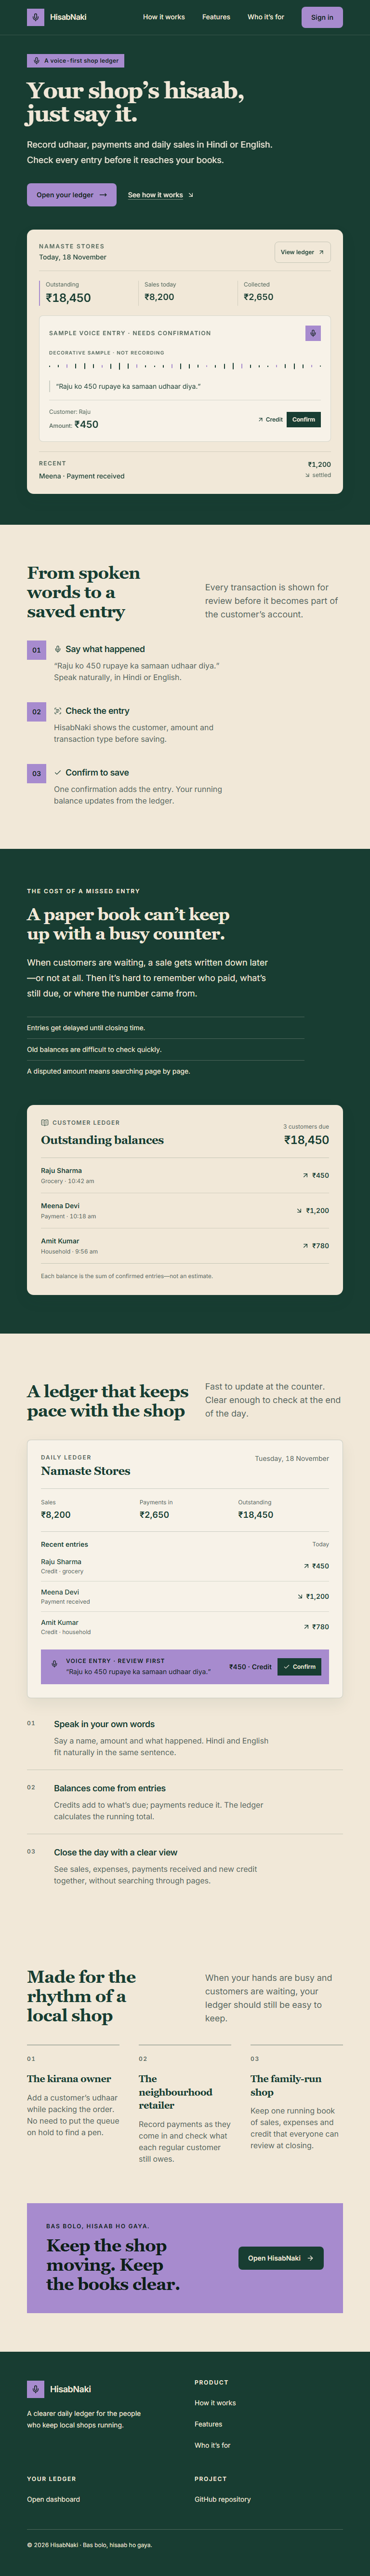 HisabNaki
How it works
Features
Who it's for
Sign in
A voice-first shop ledger
Your shop's hisaab,
just say it.
Record udhaar, payments and daily sales in Hindi or English.
Check every entry before it reaches your books.
Open your ledger →
See how it works ↘
NAMASTE STORES
Today, 18 November
View ledger ↗
Outstanding
₹18,450
Sales today
₹8,200
Collected
₹2,650
SAMPLE VOICE ENTRY · NEEDS CONFIRMATION
DECORATIVE SAMPLE · NOT RECORDING
“Raju ko 450 rupaye ka samaan udhaar diya.”
Customer: Raju
Amount: ₹450
↗ Credit
Confirm
RECENT
Meena · Payment received
₹1,200
↘ settled
From spoken
words to a
saved entry
Every transaction is shown for
review before it becomes part of
the customer's account.
01
Say what happened
“Raju ko 450 rupaye ka samaan udhaar diya.”
Speak naturally, in Hindi or English.
02
Check the entry
HisabNaki shows the customer, amount and
transaction type before saving.
03
Confirm to save
One confirmation adds the entry. Your running
balance updates from the ledger.
THE COST OF A MISSED ENTRY
A paper book can't keep
up with a busy counter.
When customers are waiting, a sale gets written down later
—or not at all. Then it's hard to remember who paid, what's
still due, or where the number came from.
Entries get delayed until closing time.
Old balances are difficult to check quickly.
A disputed amount means searching page by page.
CUSTOMER LEDGER
Outstanding balances
3 customers due
₹18,450
Raju Sharma
Grocery · 10:42 am
↗ ₹450
Meena Devi
Payment · 10:18 am
↘ ₹1,200
Amit Kumar
Household · 9:56 am
↗ ₹780
Each balance is the sum of confirmed entries—not an estimate.
A ledger that keeps
pace with the shop
Fast to update at the counter.
Clear enough to check at the end
of the day.
DAILY LEDGER
Namaste Stores
Tuesday, 18 November
Sales
₹8,200
Payments in
₹2,650
Outstanding
₹18,450
Recent entries
Today
Raju Sharma
Credit · grocery
↗ ₹450
Meena Devi
Payment received
↘ ₹1,200
Amit Kumar
Credit · household
↗ ₹780
VOICE ENTRY · REVIEW FIRST
“Raju ko 450 rupaye ka samaan udhaar diya.”
₹450 · Credit
Confirm
01
Speak in your own words
Say a name, amount and what happened. Hindi and English
fit naturally in the same sentence.
02
Balances come from entries
Credits add to what's due; payments reduce it. The ledger
calculates the running total.
03
Close the day with a clear view
See sales, expenses, payments received and new credit
together, without searching through pages.
Made for the
rhythm of a
local shop
When your hands are busy and
customers are waiting, your
ledger should still be easy to
keep.
01
The kirana owner
Add a customer's udhaar
while packing the order.
No need to put the queue
on hold to find a pen.
02
The
neighbourhood
retailer
Record payments as they
come in and check what
each regular customer
still owes.
03
The family-run
shop
Keep one running book
of sales, expenses and
credit that everyone can
review at closing.
BAS BOLO, HISAAB HO GAYA.
Keep the shop
moving. Keep
the books clear.
Open HisabNaki →
HisabNaki
A clearer daily ledger for the people
who keep local shops running.
PRODUCT
How it works
Features
Who it's for
YOUR LEDGER
Open dashboard
PROJECT
GitHub repository
© 2026 HisabNaki · Bas bolo, hisaab ho gaya.